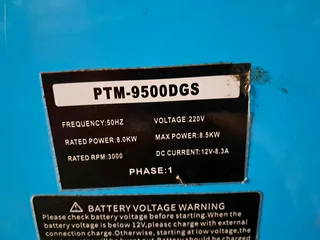 PTM-9500DGS
FREQUENCY:50HZ VOLTAGE:220V
RATED POWER:8.0KW MAX POWER:8.5KW
RATED RPM:3000 DC CURRENT:12V-8.3A
PHASE:1
⚠ BATTERY VOLTAGE WARNING
Please check battery voltage before starting.When the
battery voltage is below 12V,please charge with external
connection charge.Otherwise, starting at low voltage,the